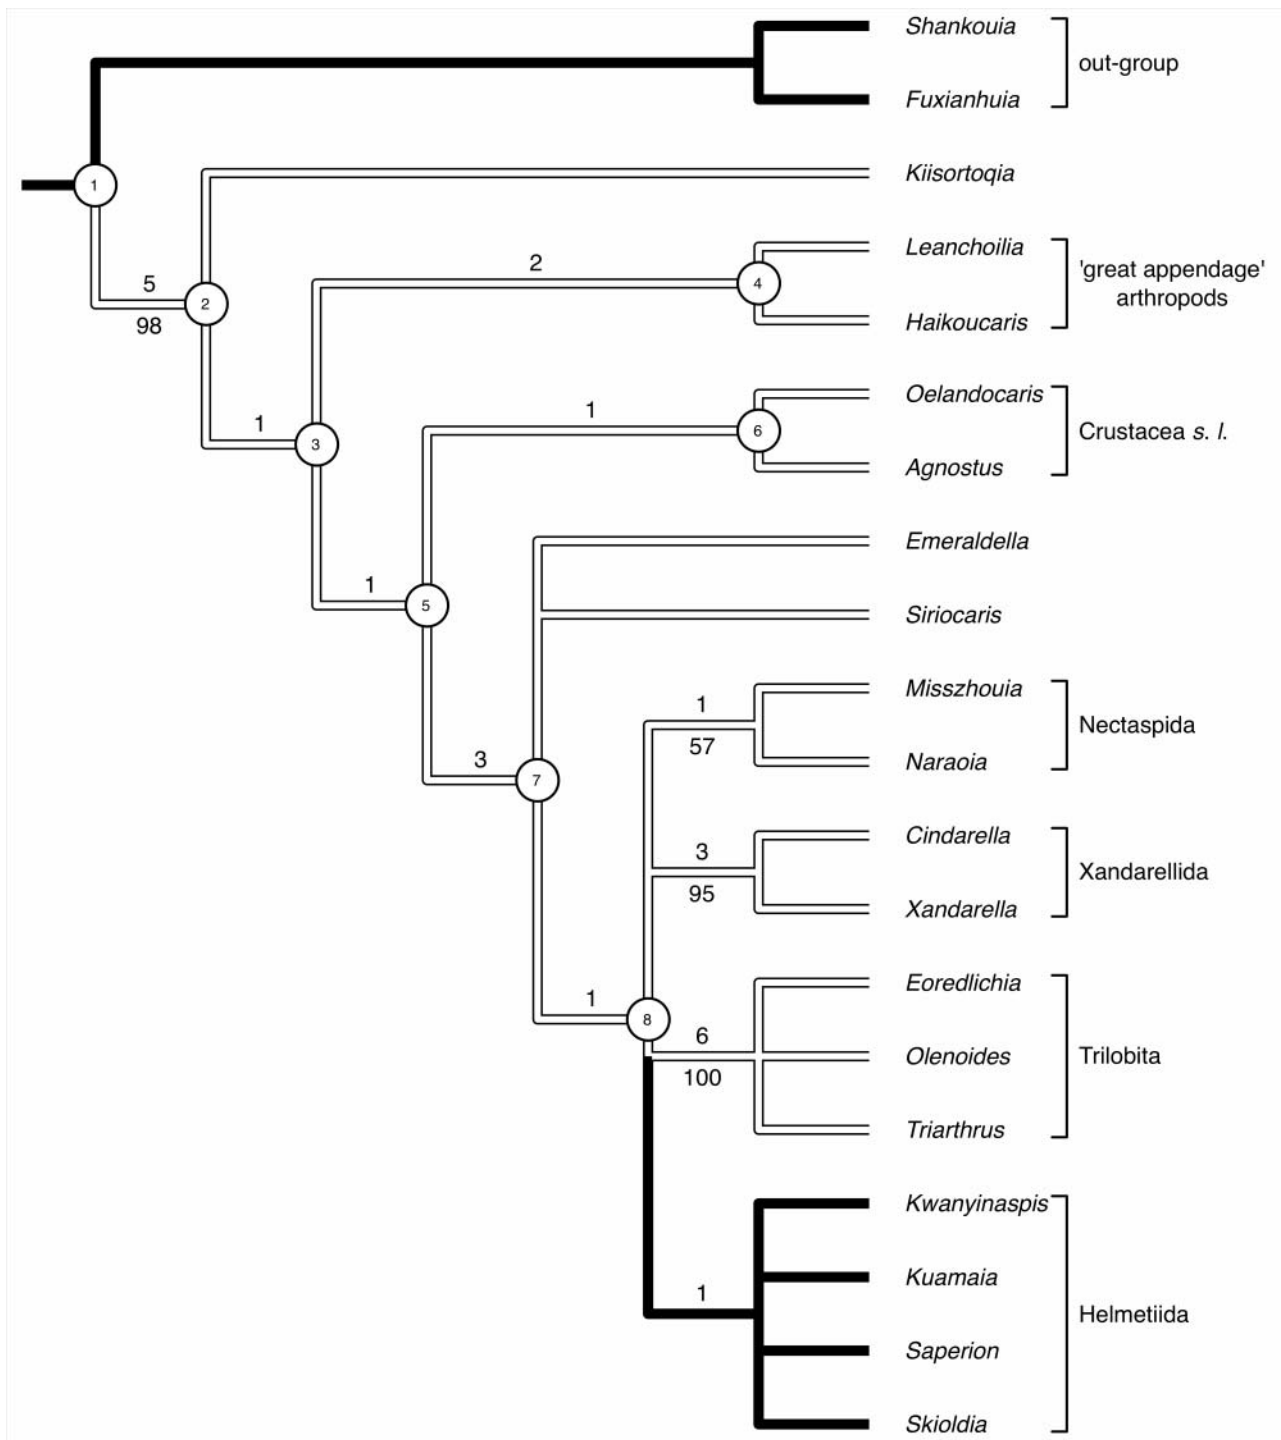 Shankouia
out-group
Fuxianhuia
Kiisortoqia
1
Leanchoilia
2
'great appendage'
arthropods
4
5
2
98
Haikoucaris
Oelandocaris
1
6
Crustacea s. l.
1
3
Agnostus
Emeraldella
1
5
Siriocaris
Misszhouia
1
57
Nectaspida
3
7
Naraoia
Cindarella
3
95
Xandarellida
Xandarella
Eoredlichia
1
8
6
100
Olenoides
Trilobita
Triarthrus
Kwanyinaspis
Kuamaia
1
Helmetiida
Saperion
Skioldia